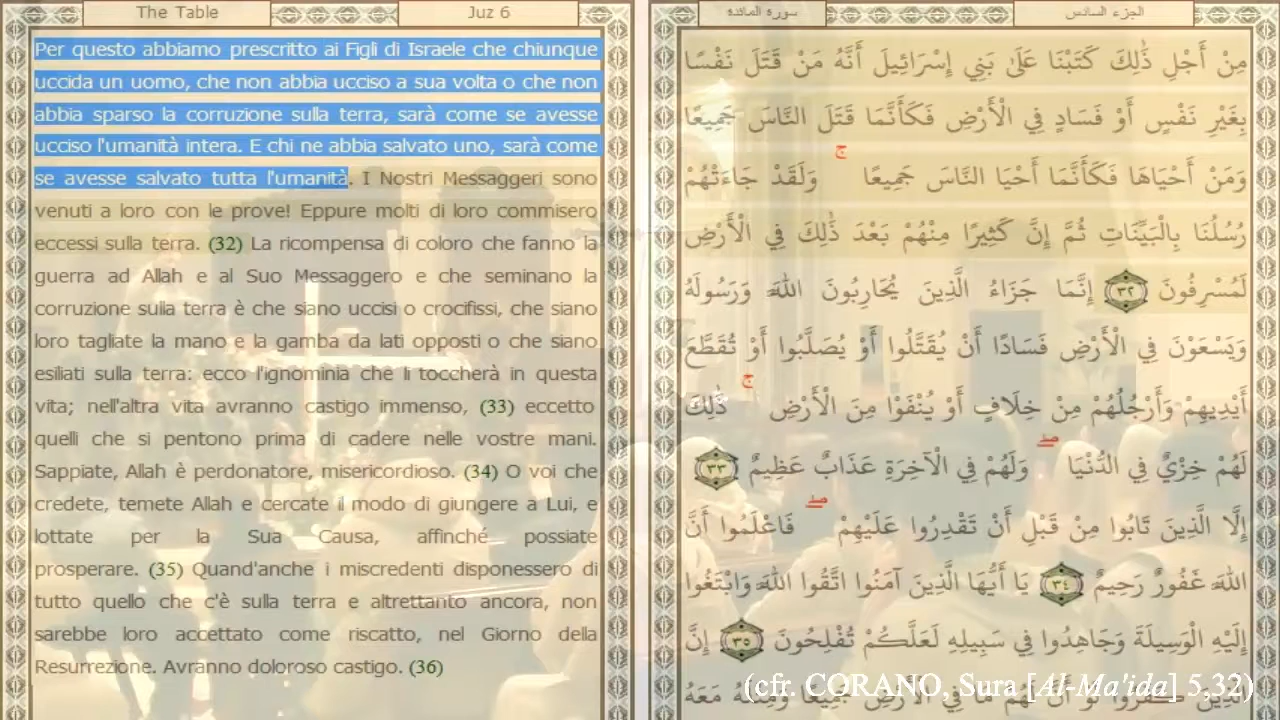 The Table
Juz 6
Per questo abbiamo prescritto ai Figli di Israele che chiunque
uccida un uomo, che non abbia ucciso a sua volta o che non
abbia sparso la corruzione sulla terra, sarà come se avesse
ucciso l'umanità intera. E chi ne abbia salvato uno, sarà come
se avesse salvato tutta l'umanità. I Nostri Messaggeri sono
venuti a loro con le prove! Eppure molti di loro commisero
eccessi sulla terra. (32) La ricompensa di coloro che fanno la
guerra ad Allah e al Suo Messaggero e che seminano la
corruzione sulla terra è che siano uccisi o crocifissi, che siano
loro tagliate la mano e la gamba da lati opposti o che siano
esiliati sulla terra: ecco l'ignominia che li toccherà in questa
vita; nell'altra vita avranno castigo immenso, (33) eccetto
quelli che si pentono prima di cadere nelle vostre mani.
Sappiate, Allah è perdonatore, misericordioso. (34) O voi che
credete, temete Allah e cercate il modo di giungere a Lui, e
lottate per la Sua Causa, affinché possiate
prosperare. (35) Quand'anche i miscredenti disponessero di
tutto quello che c'è sulla terra e altrettanto ancora, non
sarebbe loro accettato come riscatto, nel Giorno della
Resurrezione. Avranno doloroso castigo. (36)
الجزء السادس
سورة المائدة
مِنْ أَجْلِ ذَٰلِكَ كَتَبْنَا عَلَىٰ بَنِي إِسْرَائِيلَ أَنَّهُ مَنْ قَتَلَ نَفْسًا
بِغَيْرِ نَفْسٍ أَوْ فَسَادٍ فِي الْأَرْضِ فَكَأَنَّمَا قَتَلَ النَّاسَ جَمِيعًا
وَمَنْ أَحْيَاهَا فَكَأَنَّمَا أَحْيَا النَّاسَ جَمِيعًا ۚ وَلَقَدْ جَاءَتْهُمْ
رُسُلُنَا بِالْبَيِّنَاتِ ثُمَّ إِنَّ كَثِيرًا مِنْهُمْ بَعْدَ ذَٰلِكَ فِي الْأَرْضِ
لَمُسْرِفُونَ ٣٢ إِنَّمَا جَزَاءُ الَّذِينَ يُحَارِبُونَ اللَّهَ وَرَسُولَهُ
وَيَسْعَوْنَ فِي الْأَرْضِ فَسَادًا أَنْ يُقَتَّلُوا أَوْ يُصَلَّبُوا أَوْ تُقَطَّعَ
أَيْدِيهِمْ وَأَرْجُلُهُمْ مِنْ خِلَافٍ أَوْ يُنْفَوْا مِنَ الْأَرْضِ ۚ ذَٰلِكَ
لَهُمْ خِزْيٌ فِي الدُّنْيَا ۖ وَلَهُمْ فِي الْآخِرَةِ عَذَابٌ عَظِيمٌ ٣٣
إِلَّا الَّذِينَ تَابُوا مِنْ قَبْلِ أَنْ تَقْدِرُوا عَلَيْهِمْ ۖ فَاعْلَمُوا أَنَّ
اللَّهَ غَفُورٌ رَحِيمٌ ٣٤ يَا أَيُّهَا الَّذِينَ آمَنُوا اتَّقُوا اللَّهَ وَابْتَغُوا
إِلَيْهِ الْوَسِيلَةَ وَجَاهِدُوا فِي سَبِيلِهِ لَعَلَّكُمْ تُفْلِحُونَ ٣٥ إِنَّ
الَّذِينَ كَفَرُوا لَوْ أَنَّ لَهُمْ مَا فِي الْأَرْضِ جَمِيعًا وَمِثْلَهُ مَعَهُ
(cfr. CORANO, Sura [Al-Ma'ida] 5,32)